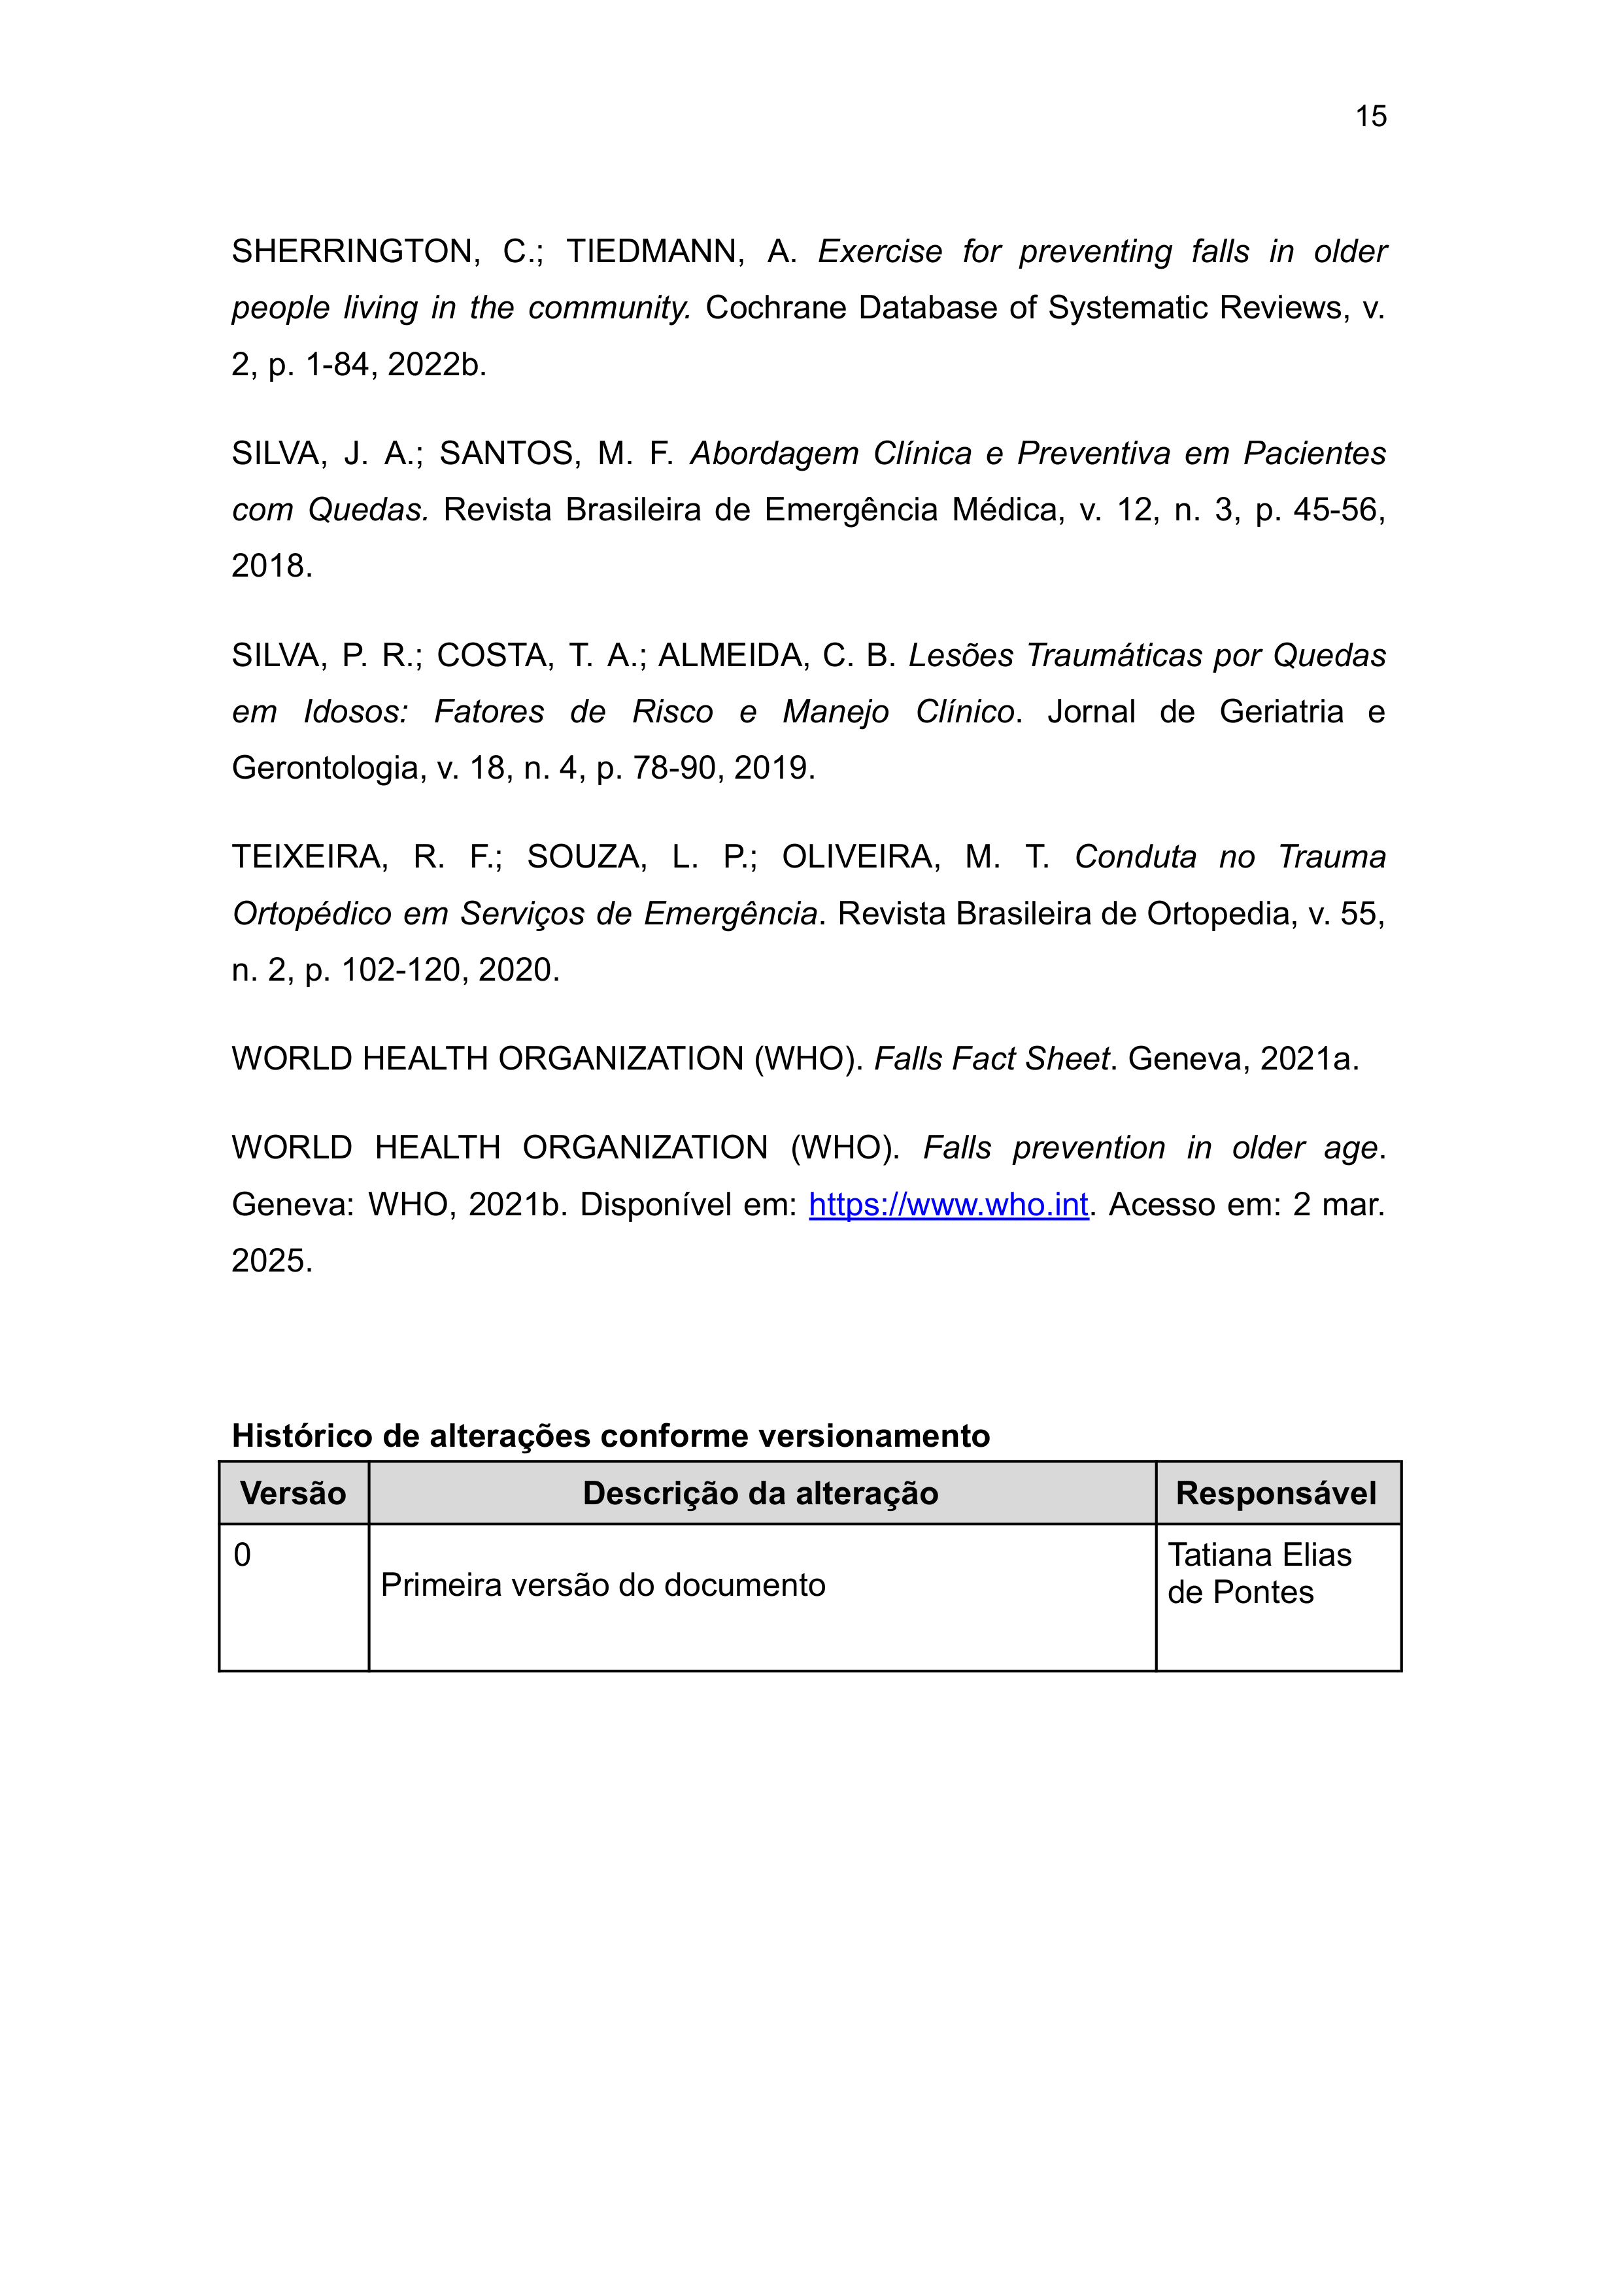 15
SHERRINGTON, C.; TIEDMANN, A. Exercise for preventing falls in older
people living in the community. Cochrane Database of Systematic Reviews, v.
2, p. 1-84, 2022b.
SILVA, J. A.; SANTOS, M. F. Abordagem Clínica e Preventiva em Pacientes
com Quedas. Revista Brasileira de Emergência Médica, v. 12, n. 3, p. 45-56,
2018.
SILVA, P. R.; COSTA, T. A.; ALMEIDA, C. B. Lesões Traumáticas por Quedas
em Idosos: Fatores de Risco e Manejo Clínico. Jornal de Geriatria e
Gerontologia, v. 18, n. 4, p. 78-90, 2019.
TEIXEIRA, R. F.; SOUZA, L. P.; OLIVEIRA, M. T. Conduta no Trauma
Ortopédico em Serviços de Emergência. Revista Brasileira de Ortopedia, v. 55,
n. 2, p. 102-120, 2020.
WORLD HEALTH ORGANIZATION (WHO). Falls Fact Sheet. Geneva, 2021a.
WORLD HEALTH ORGANIZATION (WHO). Falls prevention in older age.
Geneva: WHO, 2021b. Disponível em: https://www.who.int. Acesso em: 2 mar.
2025.
Histórico de alterações conforme versionamento
Versão Descrição da alteração Responsável
0 Primeira versão do documento Tatiana Elias
de Pontes